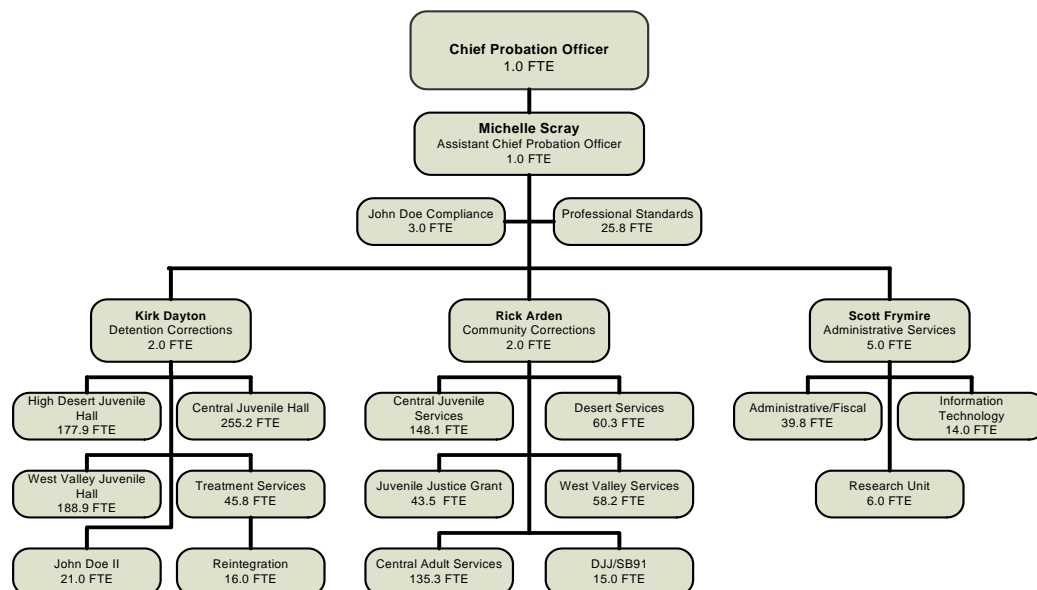 Chief Probation Officer
1.0 FTE
Michelle Scray
Assistant Chief Probation Officer
1.0 FTE
John Doe Compliance
3.0 FTE
Professional Standards
25.8 FTE
Kirk Dayton
Detention Corrections
2.0 FTE
Rick Arden
Community Corrections
2.0 FTE
Scott Frymire
Administrative Services
5.0 FTE
High Desert Juvenile
Hall
177.9 FTE
Central Juvenile Hall
255.2 FTE
Central Juvenile
Services
148.1 FTE
Desert Services
60.3 FTE
Administrative/Fiscal
39.8 FTE
Information
Technology
14.0 FTE
West Valley Juvenile
Hall
188.9 FTE
Treatment Services
45.8 FTE
Juvenile Justice Grant
43.5 FTE
West Valley Services
58.2 FTE
Research Unit
6.0 FTE
John Doe II
21.0 FTE
Reintegration
16.0 FTE
Central Adult Services
135.3 FTE
DJJ/SB91
15.0 FTE